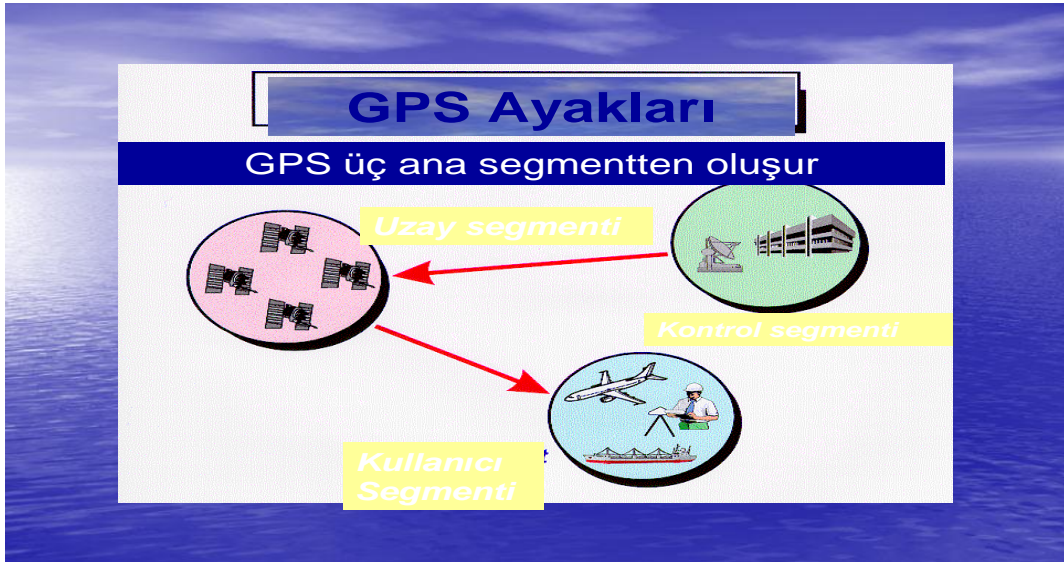 GPS Ayakları
GPS üç ana segmentten oluşur
Uzay segmenti
Kontrol segmenti
Kullanıcı
Segmenti